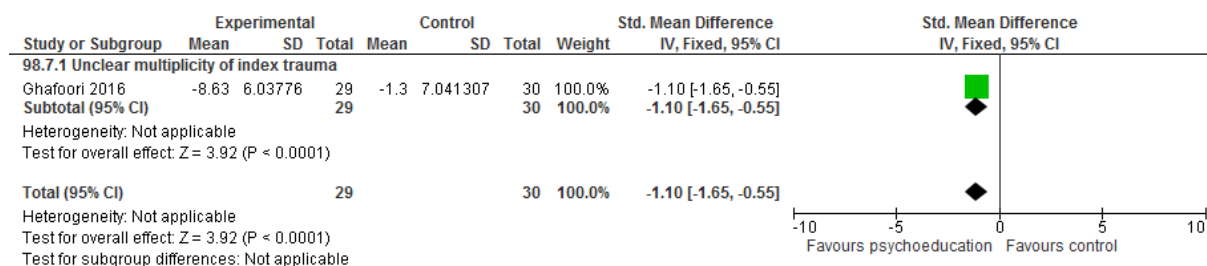 Experimental Control Std. Mean Difference Std. Mean Difference
Study or Subgroup Mean SD Total Mean SD Total Weight IV, Fixed, 95% CI IV, Fixed, 95% CI
98.7.1 Unclear multiplicity of index trauma
Ghafoori 2016 -8.63 6.03776 29 -1.3 7.041307 30 100.0% -1.10 [-1.65, -0.55]
Subtotal (95% CI) 29 30 100.0% -1.10 [-1.65, -0.55]
Heterogeneity: Not applicable
Test for overall effect: Z = 3.92 (P < 0.0001)
Total (95% CI) 29 30 100.0% -1.10 [-1.65, -0.55]
Heterogeneity: Not applicable
Test for overall effect: Z = 3.92 (P < 0.0001)
Test for subgroup differences: Not applicable
-10 -5 0 5 10
Favours psychoeducation Favours control